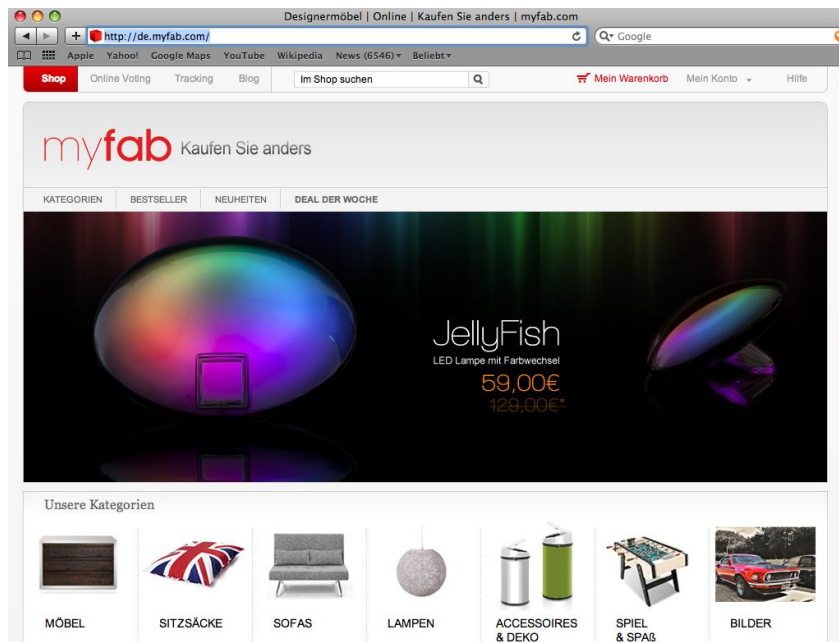 Designermöbel | Online | Kaufen Sie anders | myfab.com
http://de.myfab.com/
Google
Apple Yahoo! Google Maps YouTube Wikipedia News (6546) Beliebt
Shop Online Voting Tracking Blog Im Shop suchen Mein Warenkorb Mein Konto Hilfe
myfab Kaufen Sie anders
KATEGORIEN BESTSELLER NEUHEITEN DEAL DER WOCHE
JellyFish
LED Lampe mit Farbwechsel
59,00€
129,00€*
Unsere Kategorien
MÖBEL SITZSÄCKE SOFAS LAMPEN ACCESSOIRES & DEKO SPIEL & SPAß BILDER